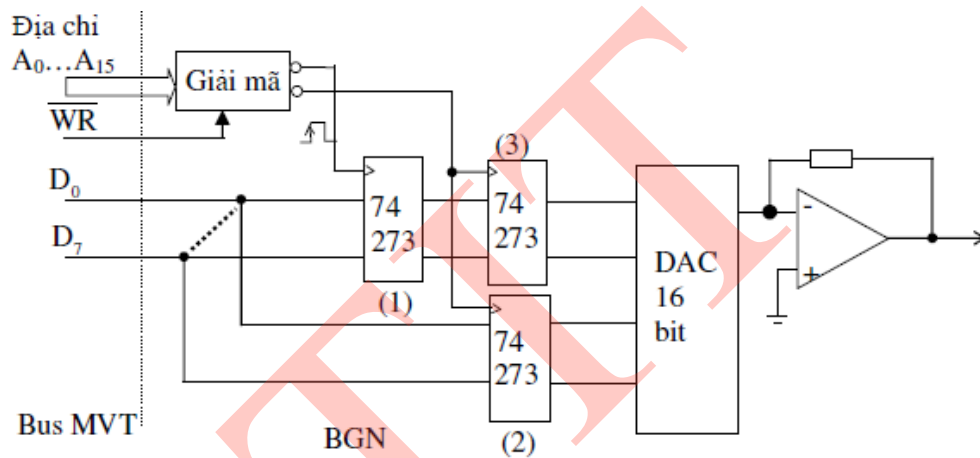 Địa chỉ
A₀…A₁₅
Giải mã
W̅R̅
(3)
D₀
74
273
74
273
D₇
DAC
16
bit
-
+
(1)
74
273
Bus MVT
BGN
(2)
TIT